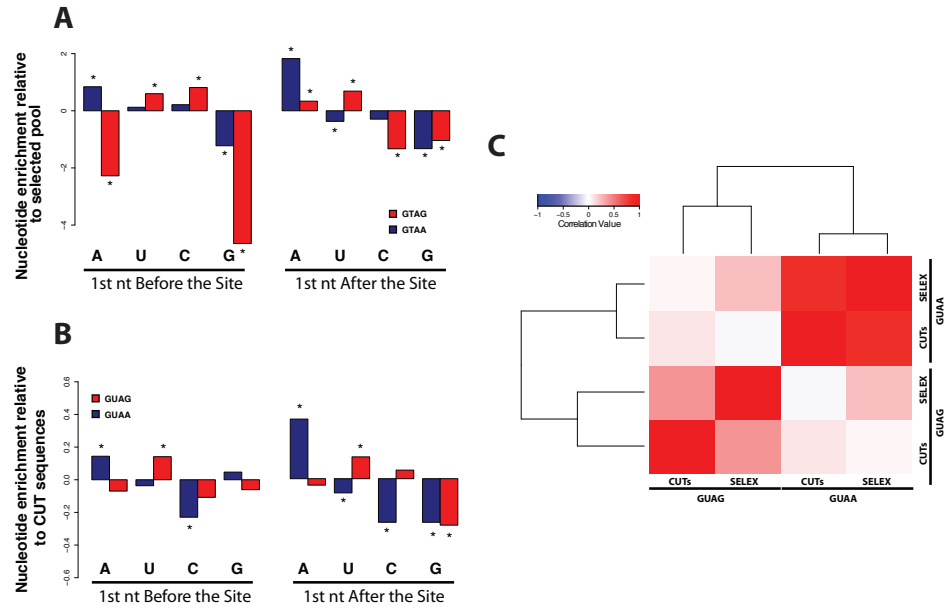 A
Nucleotide enrichment relative
to selected pool
2
0
−2
−4
* * * * *
* * * * * * *
GTAG
GTAA
A U C G
1st nt Before the Site
A U C G
1st nt After the Site
B
Nucleotide enrichment relative
to CUT sequences
0.6
0.4
0.2
0.0
−0.2
−0.4
−0.6
GUAG
GUAA
* * *
* * * * * *
A U C G
1st nt Before the Site
A U C G
1st nt After the Site
C
−1 −0.5 0 0.5 1
Correlation Value
SELEX
CUTs
GUAA
SELEX
CUTs
GUAG
CUTs SELEX CUTs SELEX
GUAG GUAA